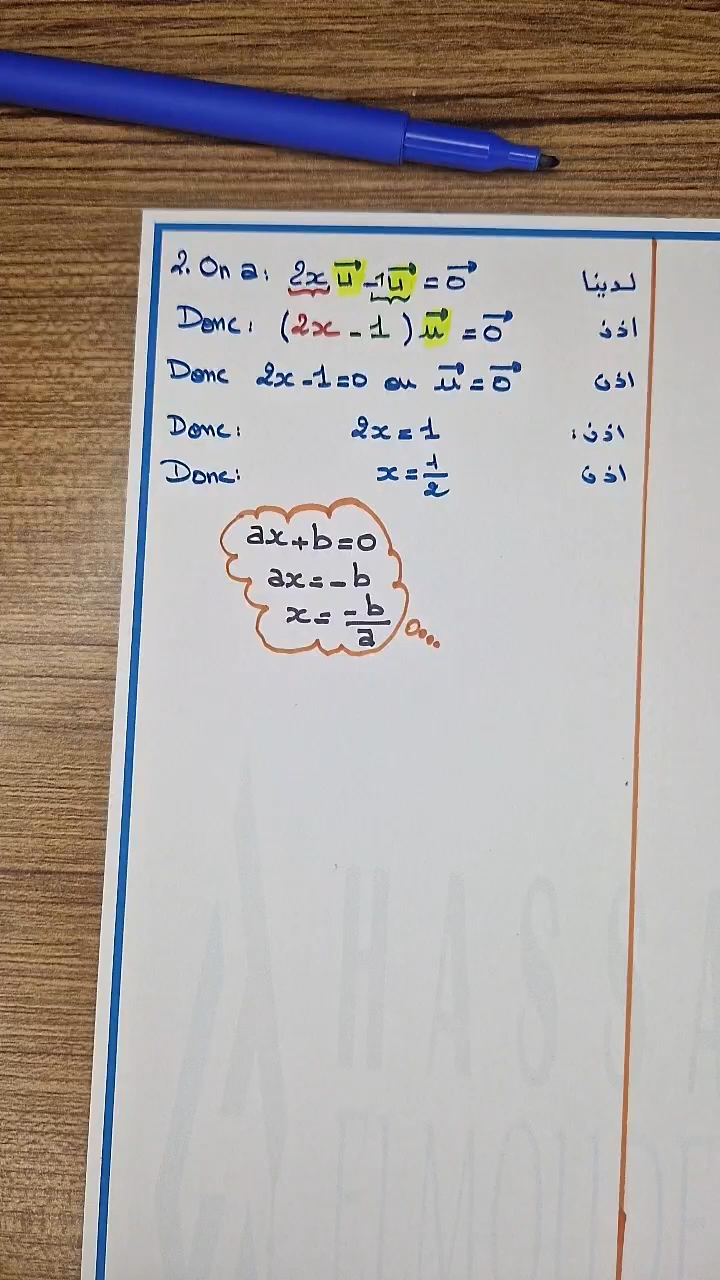 2. On a: 2x u⃗ - 1 u⃗ = 0⃗ لدينا
Donc: (2x - 1) u⃗ = 0⃗ اذن
Donc 2x - 1 = 0 ou u⃗ = 0⃗ اذن
Donc: 2x = 1 اذن:
Donc: x = 1/2 اذن
ax + b = 0
ax = -b
x = -b/a